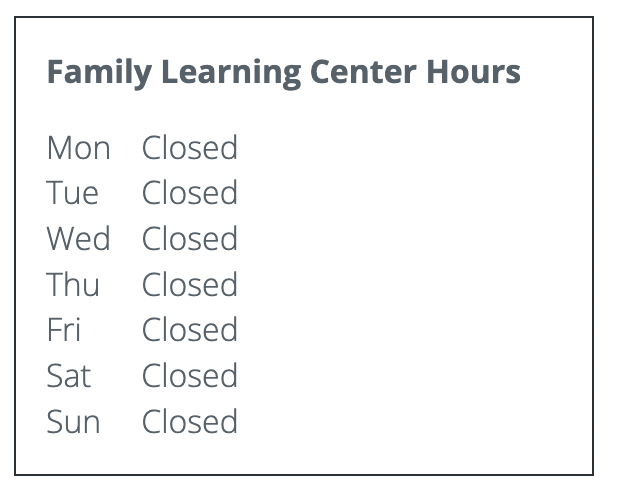 Family Learning Center Hours
Mon Closed
Tue Closed
Wed Closed
Thu Closed
Fri Closed
Sat Closed
Sun Closed